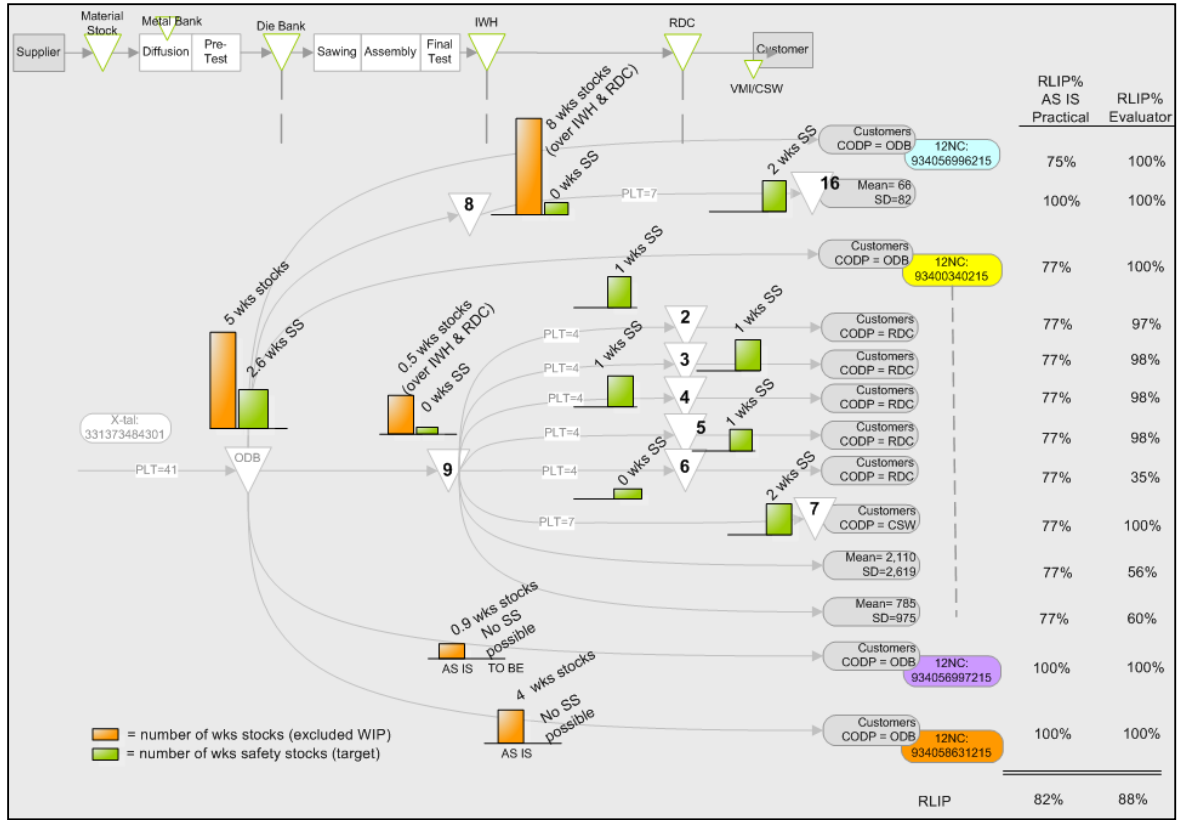 Material
Stock
Metal Bank
Die Bank
IWH
RDC
Supplier
Diffusion
Pre-
Test
Sawing
Assembly
Final
Test
Customer
VMI/CSW
RLIP%
AS IS
Practical
RLIP%
Evaluator
8 wks stocks
(over IWH & RDC)
0 wks SS
Customers
CODP = ODB
12NC:
934056996215
75%
100%
8
PLT=7
2 wks SS
16
Mean= 66
SD=82
100%
100%
Customers
CODP = ODB
12NC:
93400340215
77%
100%
5 wks stocks
2.6 wks SS
0.5 wks stocks
(over IWH & RDC)
0 wks SS
1 wks SS
PLT=4
2
Customers
CODP = RDC
77%
97%
1 wks SS
PLT=4
3
1 wks SS
Customers
CODP = RDC
77%
98%
PLT=4
4
Customers
CODP = RDC
77%
98%
X-tal:
331373484301
PLT=4
5
1 wks SS
Customers
CODP = RDC
77%
98%
PLT=41
ODB
9
PLT=4
0 wks SS
6
Customers
CODP = RDC
77%
35%
PLT=7
2 wks SS
7
Customers
CODP = CSW
77%
100%
Mean= 2,110
SD=2,619
77%
56%
Mean= 785
SD=975
77%
60%
0.9 wks stocks
No SS
possible
AS IS
TO BE
Customers
CODP = ODB
12NC:
934056997215
100%
100%
4 wks stocks
No SS
possible
AS IS
Customers
CODP = ODB
12NC:
934058631215
100%
100%
= number of wks stocks (excluded WIP)
= number of wks safety stocks (target)
RLIP
82%
88%